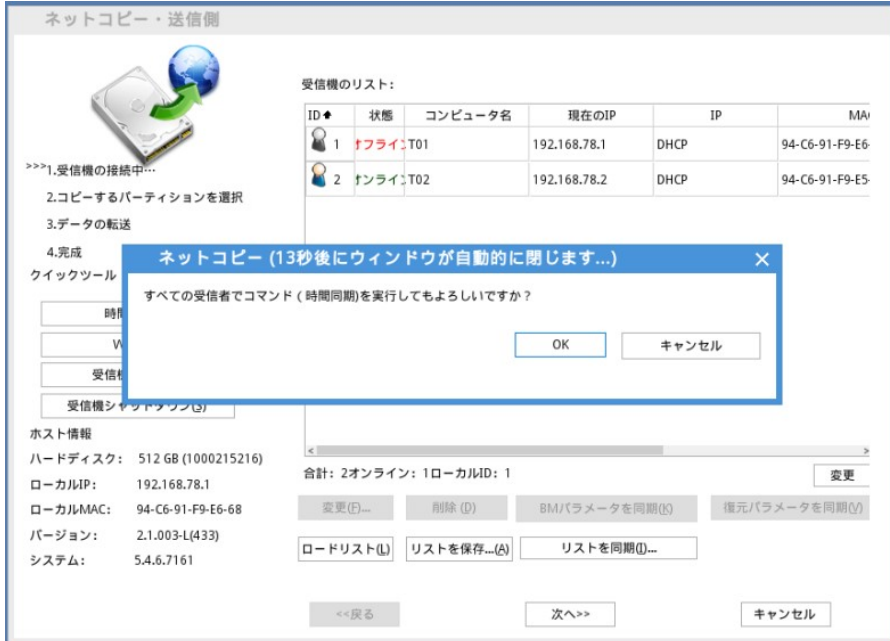 ネットコピー・送信側
受信機のリスト:
ID 状態 コンピュータ名 現在のIP IP
1 T01 192.168.78.1 DHCP 94-C6-91-F9-E6-
2 T02 192.168.78.2 DHCP 94-C6-91-F9-E5-
>>>1.受信機の接続中…
2.コピーするパーティションを選択
3.データの転送
4.完成
クイックツール
ネットコピー (13秒後にウィンドウが自動的に閉じます...)
すべての受信者でコマンド ( 時間同期)を実行してもよろしいですか?
OK キャンセル
受信機シャットダウン(S)
ホスト情報
ハードディスク: 512 GB (1000215216)
ローカルIP: 192.168.78.1
ローカルMAC: 94-C6-91-F9-E6-68
バージョン: 2.1.003-L(433)
システム: 5.4.6.7161
合計: 2オンライン: 1ローカルID: 1
変更
変更(F)... 削除 (D) BMパラメータを同期(K) 復元パラメータを同期(V)
ロードリスト(L) リストを保存...(A) リストを同期(I)...
<<戻る 次へ>> キャンセル